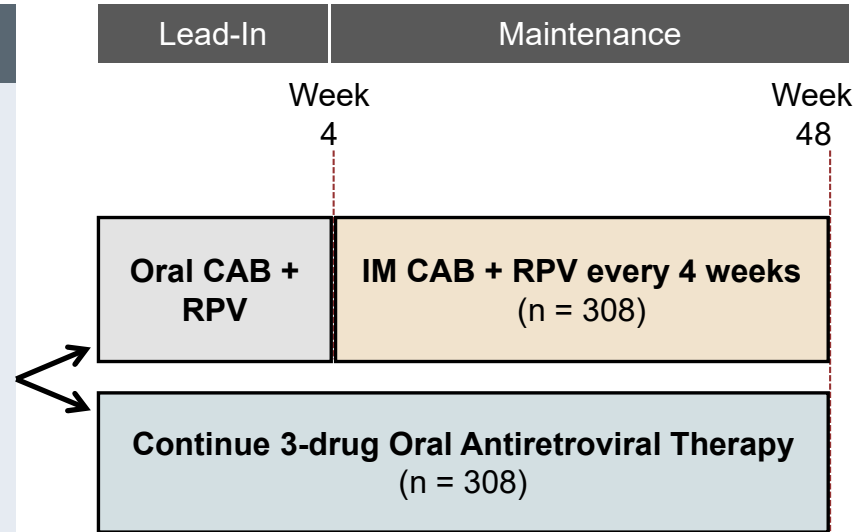 Lead-In Maintenance
Week Week
4 48
Oral CAB +
RPV
IM CAB + RPV every 4 weeks
(n = 308)
Continue 3-drug Oral Antiretroviral Therapy
(n = 308)